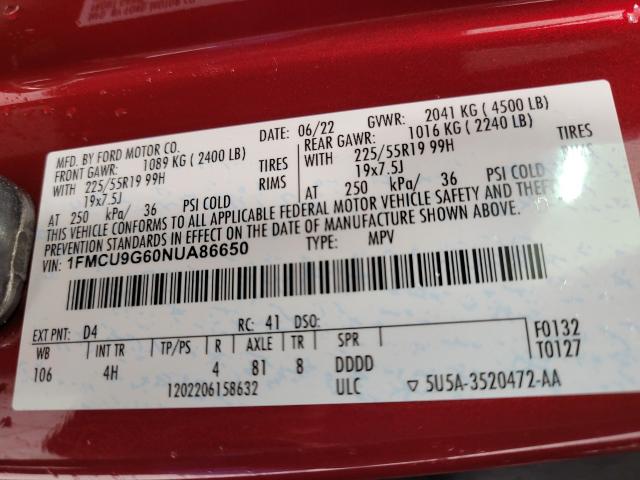 MFD. BY FORD MOTOR CO.
DATE: 06/22 GVWR: 2041 KG ( 4500 LB)
FRONT GAWR: 1089 KG ( 2400 LB) REAR GAWR: 1016 KG ( 2240 LB)
WITH 225/55R19 99H TIRES WITH 225/55R19 99H TIRES
19x7.5J RIMS 19x7.5J RIMS
AT 250 kPa/ 36 PSI COLD AT 250 kPa/ 36 PSI COLD
THIS VEHICLE CONFORMS TO ALL APPLICABLE FEDERAL MOTOR VEHICLE SAFETY AND THEFT
PREVENTION STANDARDS IN EFFECT ON THE DATE OF MANUFACTURE SHOWN ABOVE.
VIN: 1FMCU9G60NUA86650 TYPE: MPV
EXT PNT: D4 RC: 41 DSO: F0132
WB INT TR TP/PS R AXLE TR SPR T0127
106 4H 4 81 8 DDDD
1202206158632 ULC ▽ 5U5A-3520472-AA